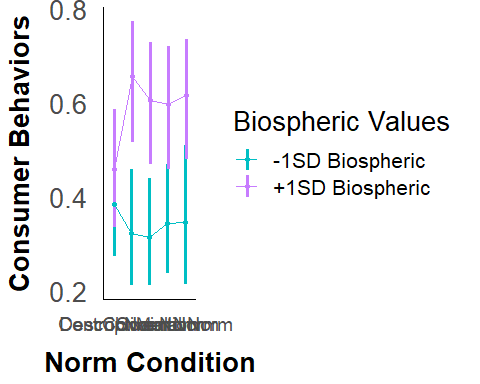 Consumer Behaviors
0.8
0.6
0.4
0.2
Biospheric Values
-1SD Biospheric
+1SD Biospheric
Norm Condition